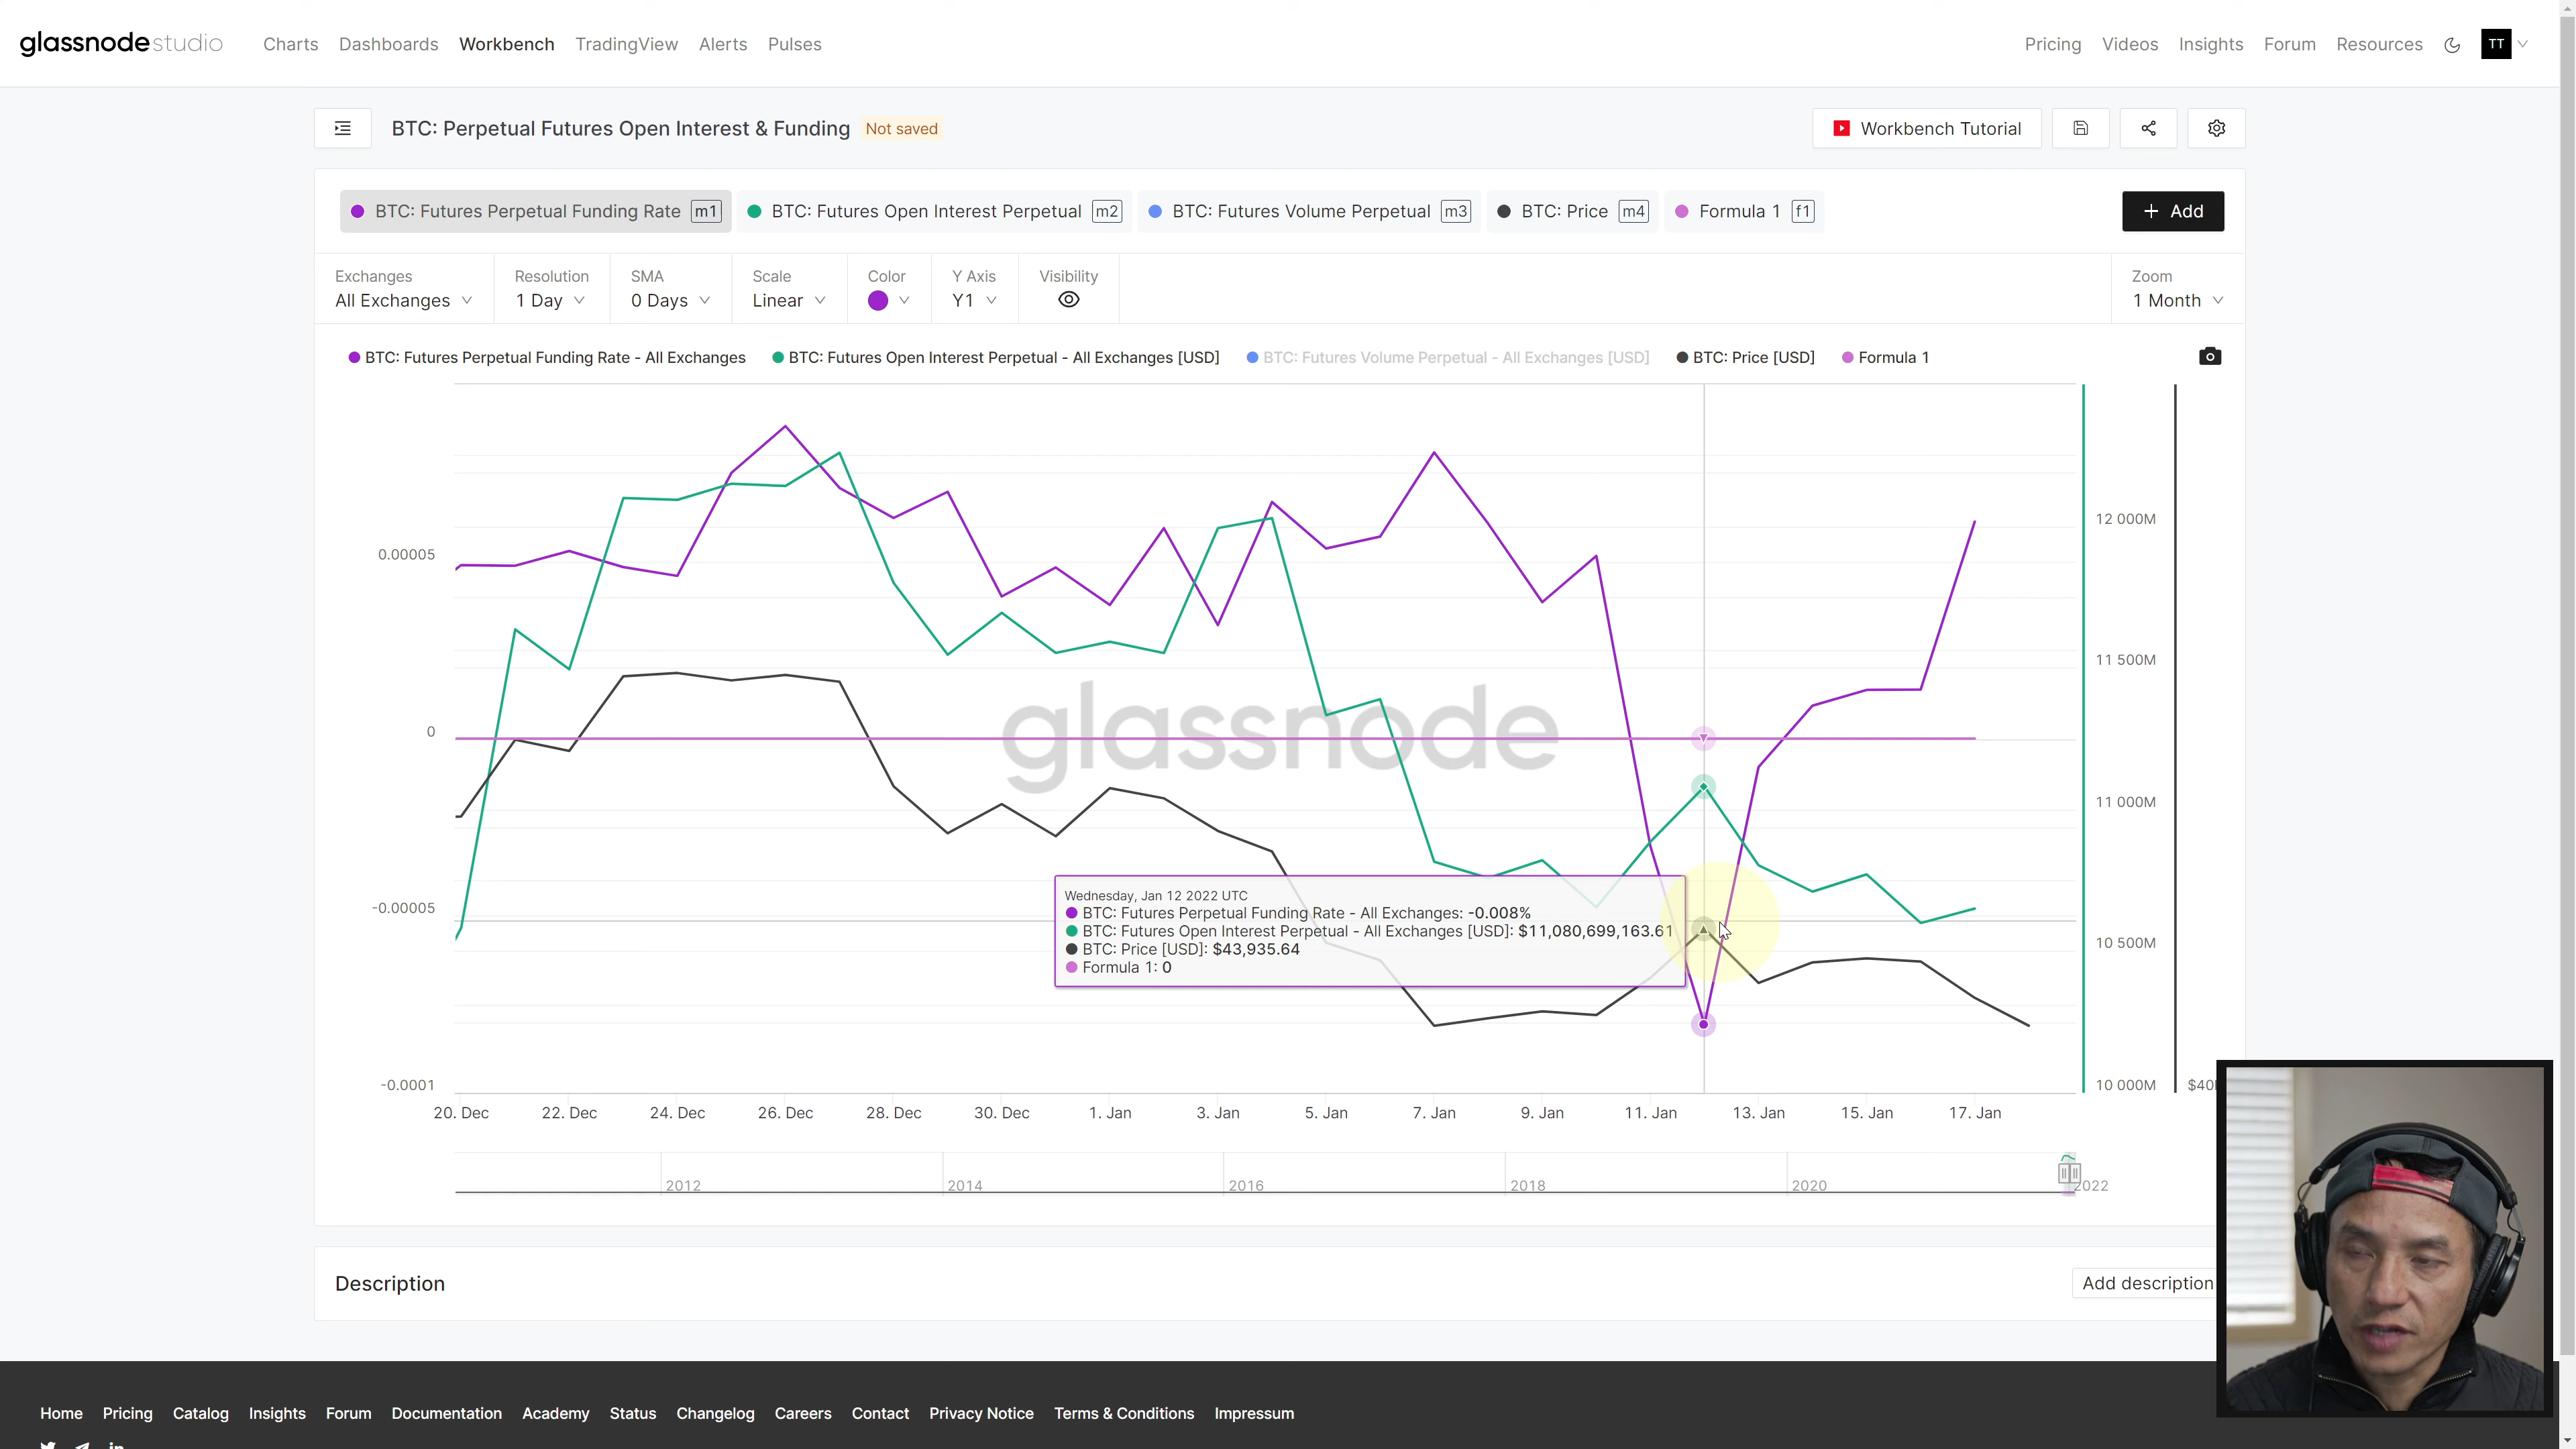 glassnode studio Charts Dashboards Workbench TradingView Alerts Pulses Pricing Videos Insights Forum Resources TT
BTC: Perpetual Futures Open Interest & Funding Not saved Workbench Tutorial
BTC: Futures Perpetual Funding Rate m1 BTC: Futures Open Interest Perpetual m2 BTC: Futures Volume Perpetual m3 BTC: Price m4 Formula 1 f1 + Add
Exchanges Resolution SMA Scale Color Y Axis Visibility Zoom
All Exchanges 1 Day 0 Days Linear Y1 1 Month
BTC: Futures Perpetual Funding Rate - All Exchanges BTC: Futures Open Interest Perpetual - All Exchanges [USD] BTC: Futures Volume Perpetual - All Exchanges [USD] BTC: Price [USD] Formula 1
12 000M
0.00005
11 500M
0
glassnode
11 000M
-0.00005
Wednesday, Jan 12 2022 UTC
BTC: Futures Perpetual Funding Rate - All Exchanges: -0.008%
BTC: Futures Open Interest Perpetual - All Exchanges [USD]: $11,080,699,163.61
BTC: Price [USD]: $43,935.64
Formula 1: 0
10 500M
-0.0001 10 000M
20. Dec 22. Dec 24. Dec 26. Dec 28. Dec 30. Dec 1. Jan 3. Jan 5. Jan 7. Jan 9. Jan 11. Jan 13. Jan 15. Jan 17. Jan
2012 2014 2016 2018 2020 2022
Description Add description
Home Pricing Catalog Insights Forum Documentation Academy Status Changelog Careers Contact Privacy Notice Terms & Conditions Impressum